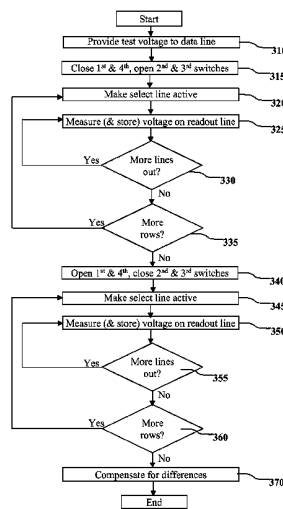 Start
Provide test voltage to data line
310
Close 1st & 4th, open 2nd & 3rd switches
315
Make select line active
320
Measure (& store) voltage on readout line
325
Yes
More lines
out?
330
No
Yes
More
rows?
335
No
Open 1st & 4th, close 2nd & 3rd switches
340
Make select line active
345
Measure (& store) voltage on readout line
350
Yes
More lines
out?
355
No
Yes
More
rows?
360
No
Compensate for differences
370
End